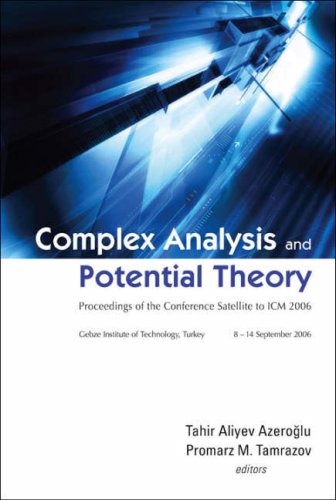 Complex Analysis and
Potential Theory
Proceedings of the Conference Satellite to ICM 2006
Gebze Institute of Technology, Turkey 8 – 14 September 2006
Tahir Aliyev Azeroğlu
Promarz M. Tamrazov
editors